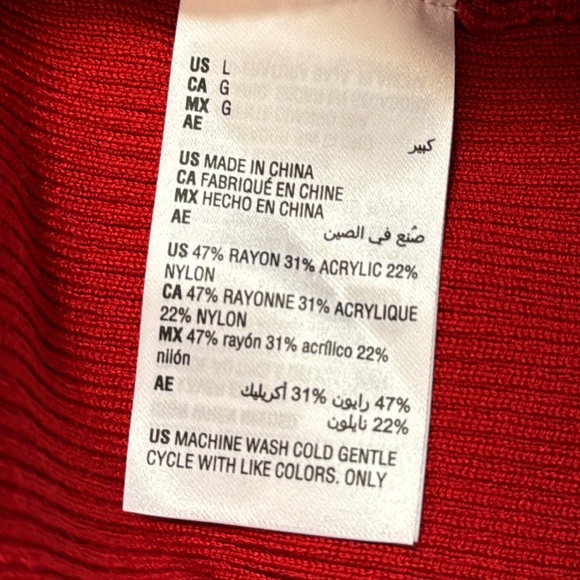 US L
CA G
MX G
AE
كبير
US MADE IN CHINA
CA FABRIQUÉ EN CHINE
MX HECHO EN CHINA
AE
صُنع في الصين
US 47% RAYON 31% ACRYLIC 22%
NYLON
CA 47% RAYONNE 31% ACRYLIQUE
22% NYLON
MX 47% rayón 31% acrílico 22%
nilón
AE 47% رايون 31% أكريليك
22% نايلون
US MACHINE WASH COLD GENTLE
CYCLE WITH LIKE COLORS. ONLY